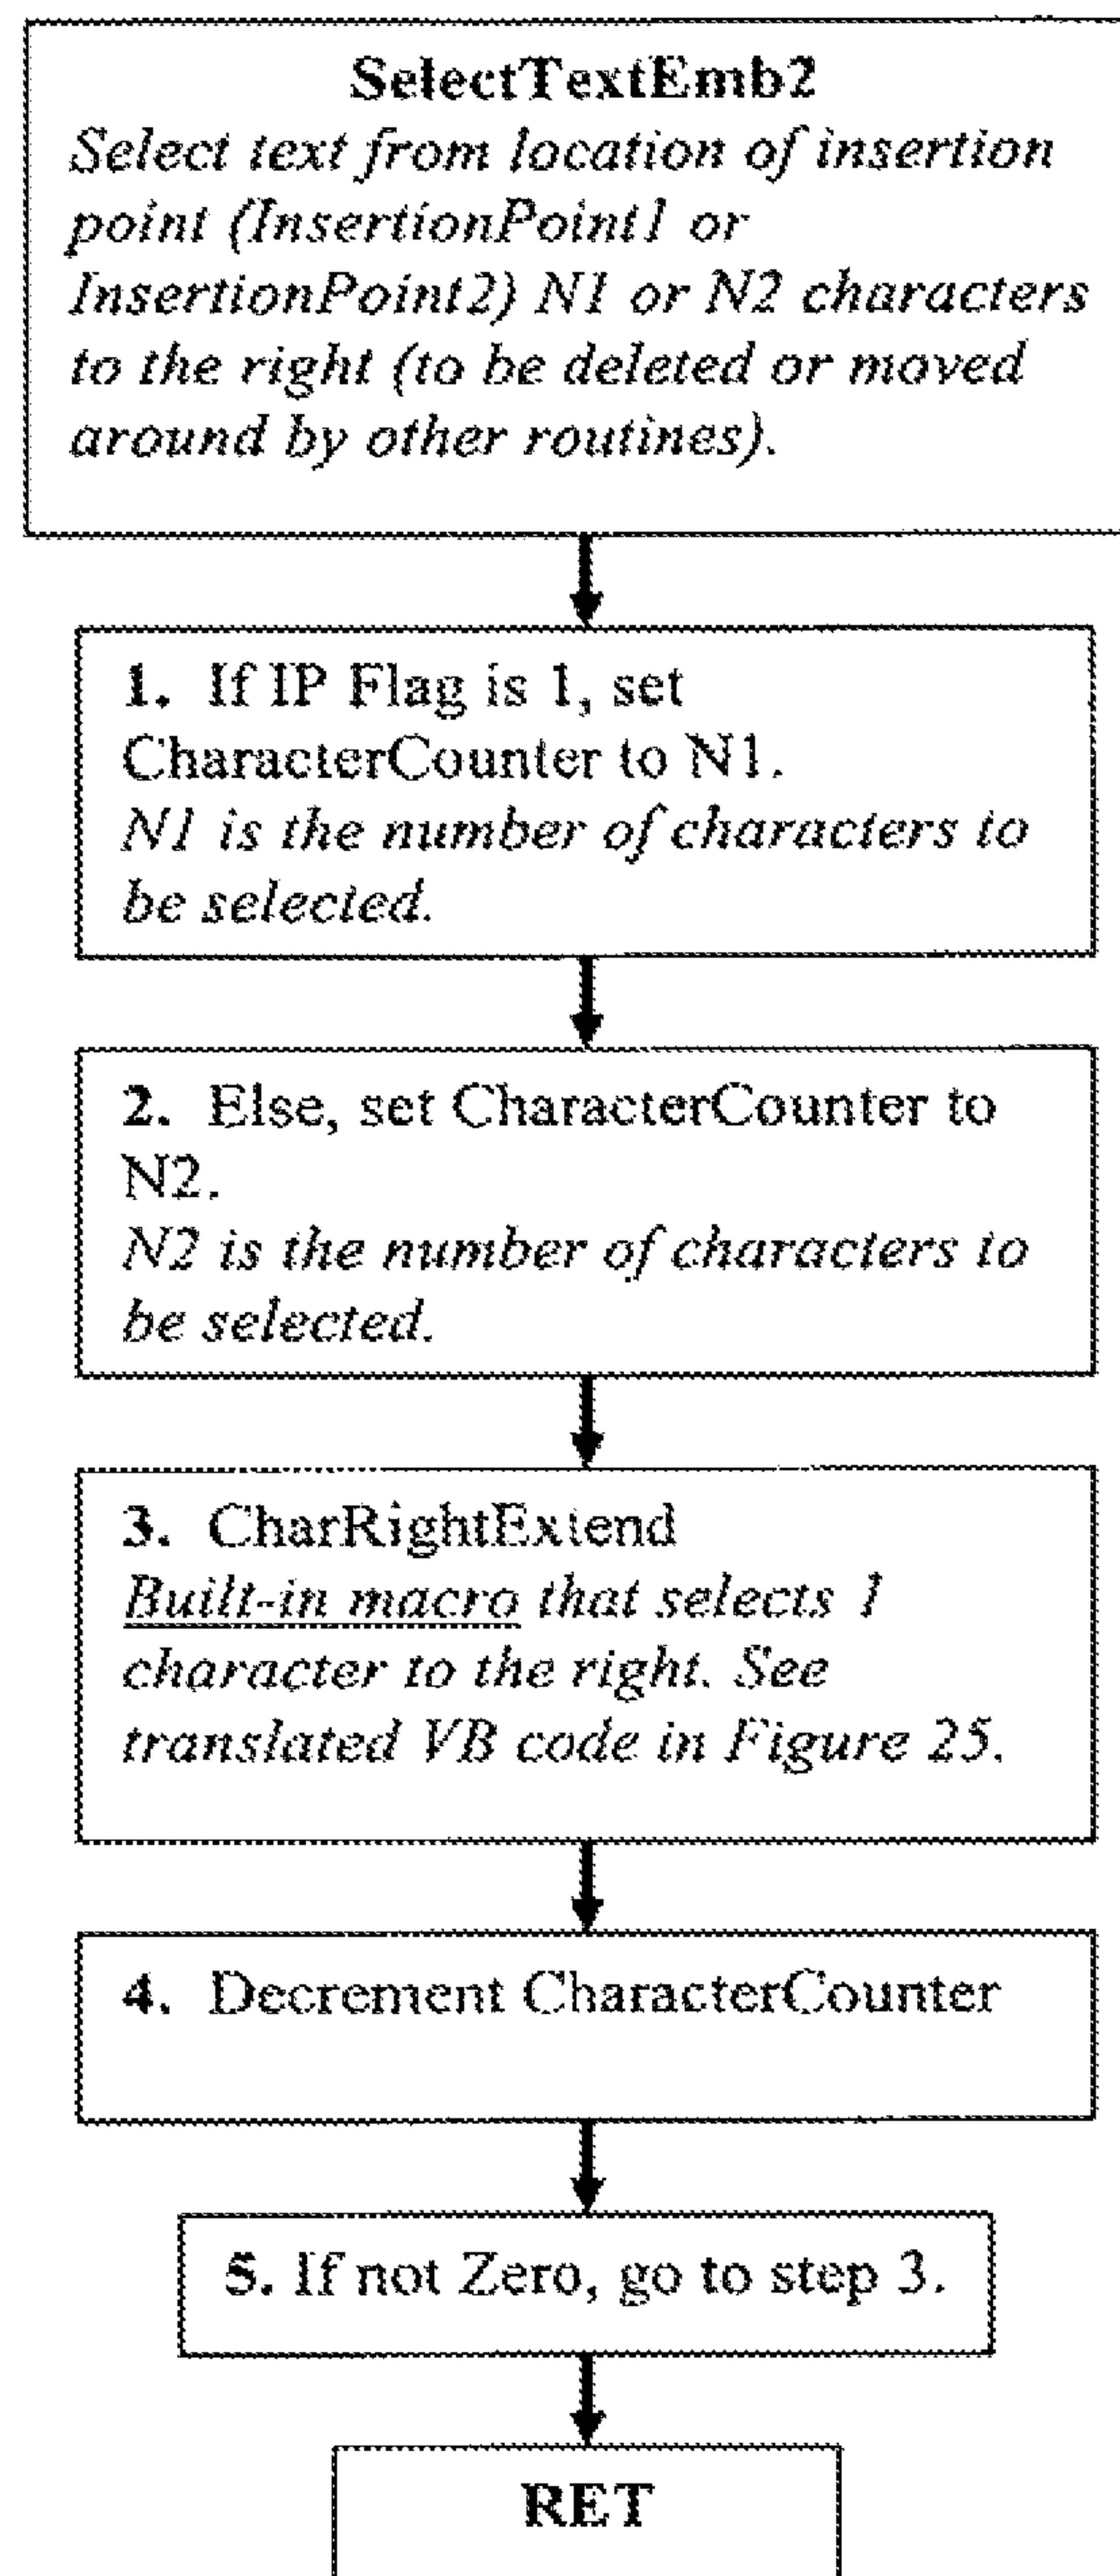 SelectTextEmb2
Select text from location of insertion
point (InsertionPoint1 or
InsertionPoint2) N1 or N2 characters
to the right (to be deleted or moved
around by other routines).
1. If IP Flag is 1, set
CharacterCounter to N1.
N1 is the number of characters to
be selected.
2. Else, set CharacterCounter to
N2.
N2 is the number of characters to
be selected.
3. CharRightExtend
Built-in macro that selects 1
character to the right. See
translated VB code in Figure 25.
4. Decrement CharacterCounter
5. If not Zero, go to step 3.
RET